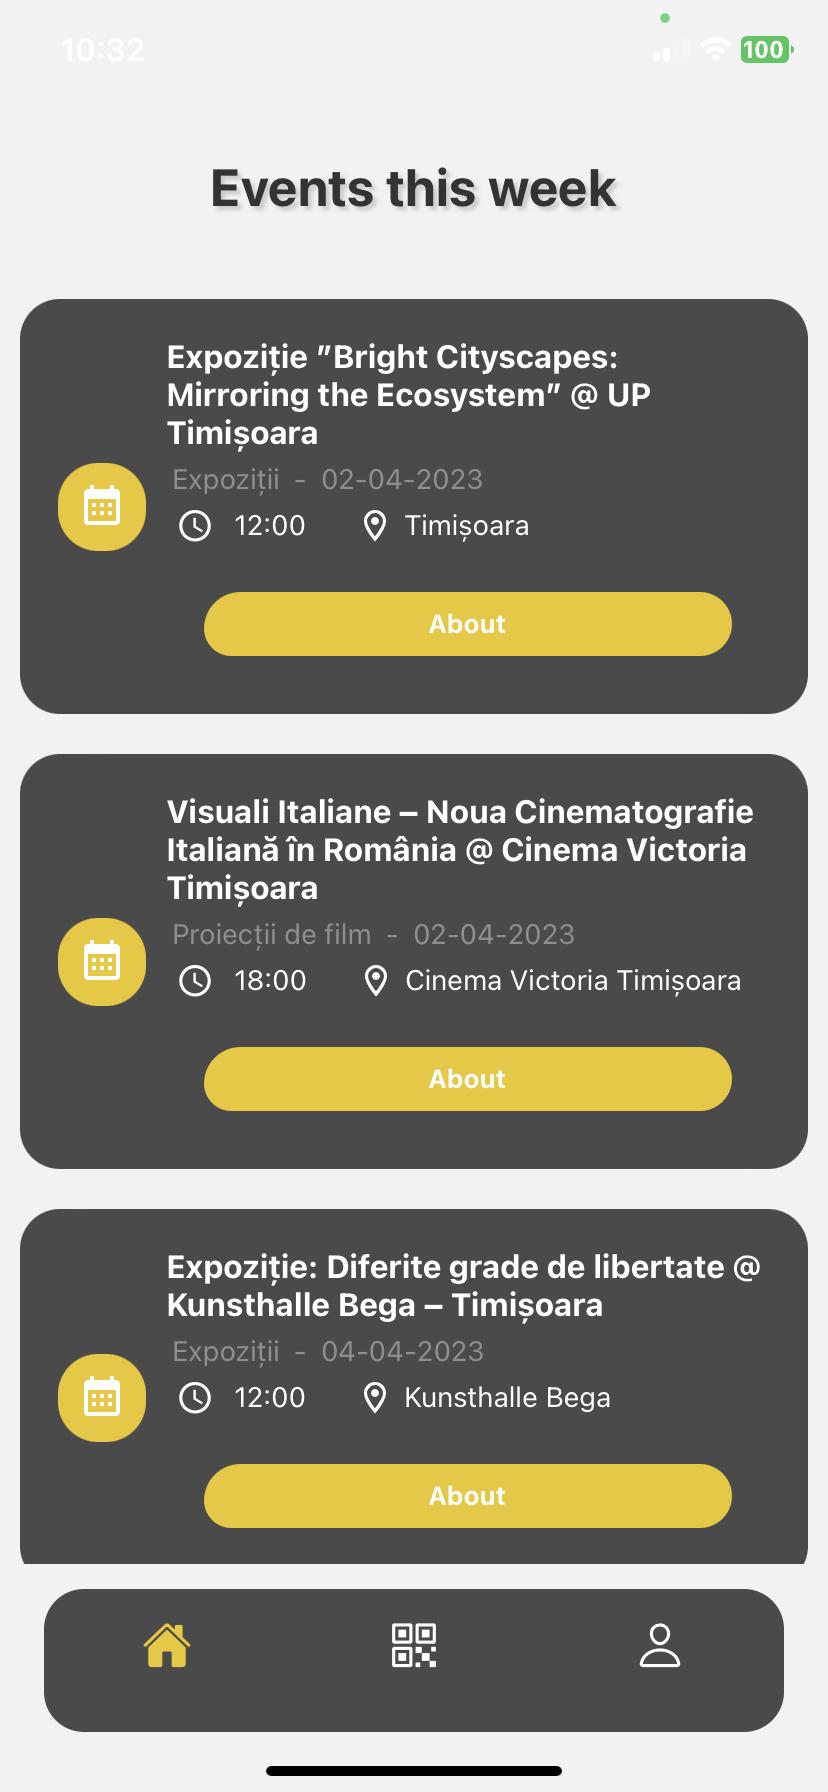 10:32
100
Events this week
Expoziție ”Bright Cityscapes:
Mirroring the Ecosystem” @ UP
Timișoara
Expoziții - 02-04-2023
12:00 Timișoara
About
Visuali Italiane – Noua Cinematografie
Italiană în România @ Cinema Victoria
Timișoara
Proiecții de film - 02-04-2023
18:00 Cinema Victoria Timișoara
About
Expoziție: Diferite grade de libertate @
Kunsthalle Bega – Timișoara
Expoziții - 04-04-2023
12:00 Kunsthalle Bega
About